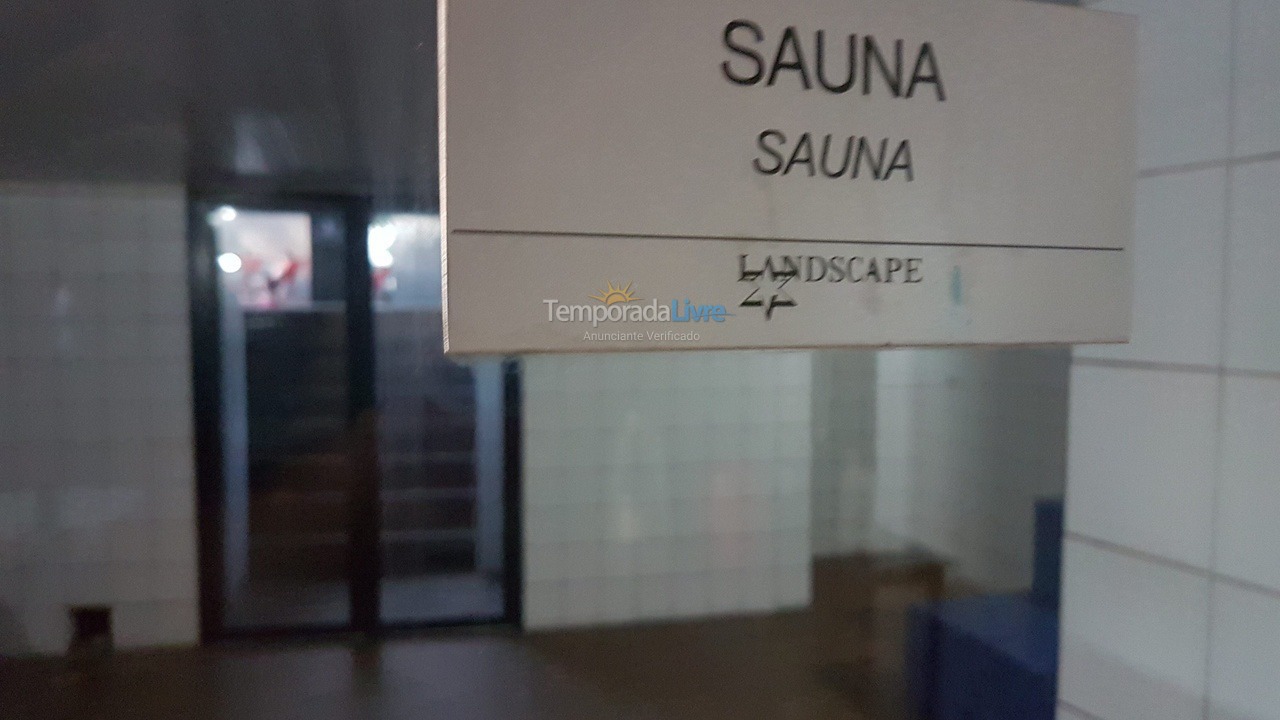 SAUNA
SAUNA
LANDSCAPE
TemporadaLivre
Anunciante Verificado